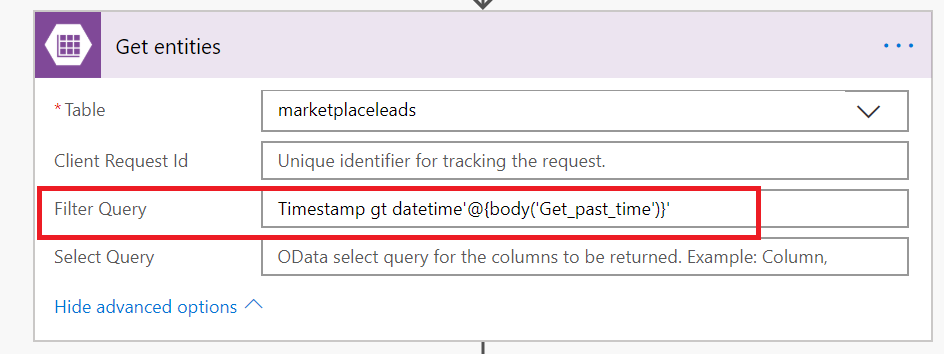 Get entities
* Table
marketplaceleads
Client Request Id
Unique identifier for tracking the request.
Filter Query
Timestamp gt datetime'@{body('Get_past_time')}'
Select Query
OData select query for the columns to be returned. Example: Column,
Hide advanced options